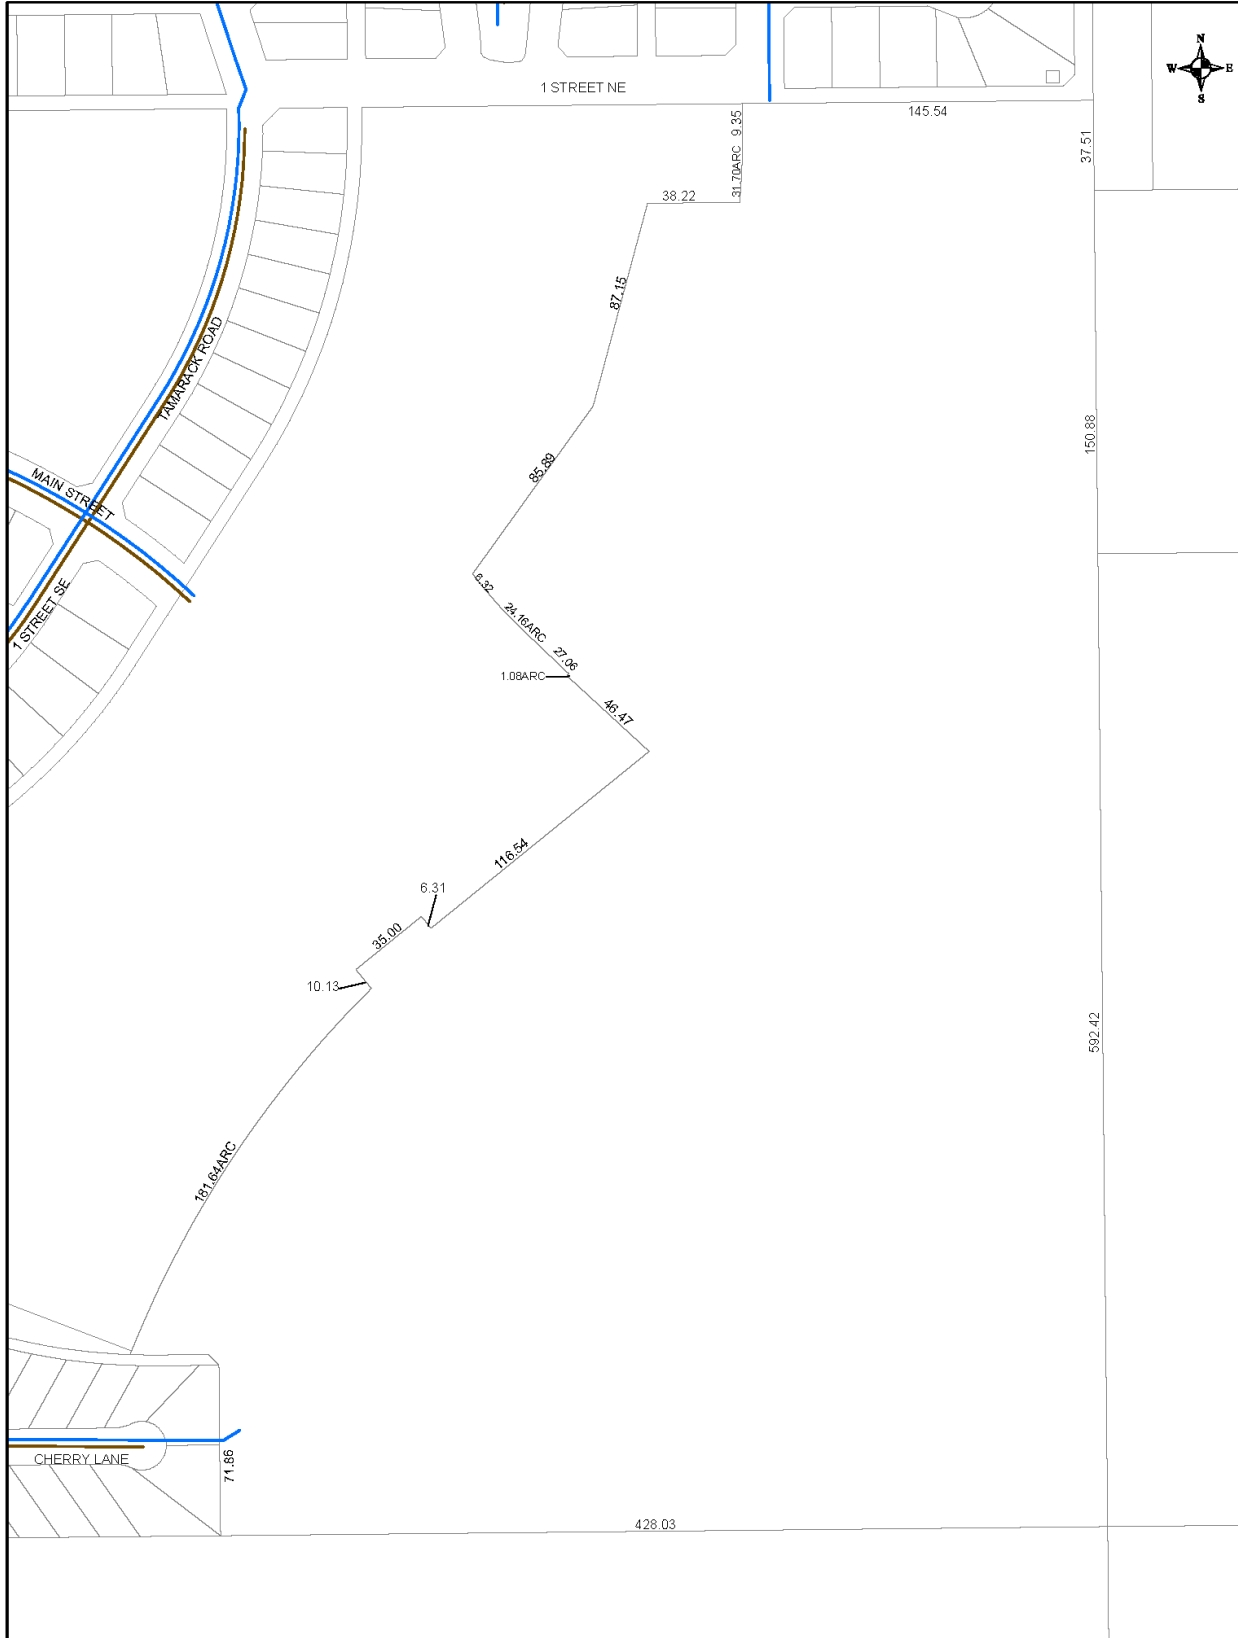 N
W E
S
1 STREET NE
145.54
9.35
31.70ARC
37.51
38.22
87.15
TAMARACK ROAD
150.88
85.89
MAIN STREET
6.32
24.16ARC
27.06
1 STREET SE
1.08ARC
46.47
116.54
6.31
35.00
10.13
592.42
181.64ARC
CHERRY LANE
71.86
428.03